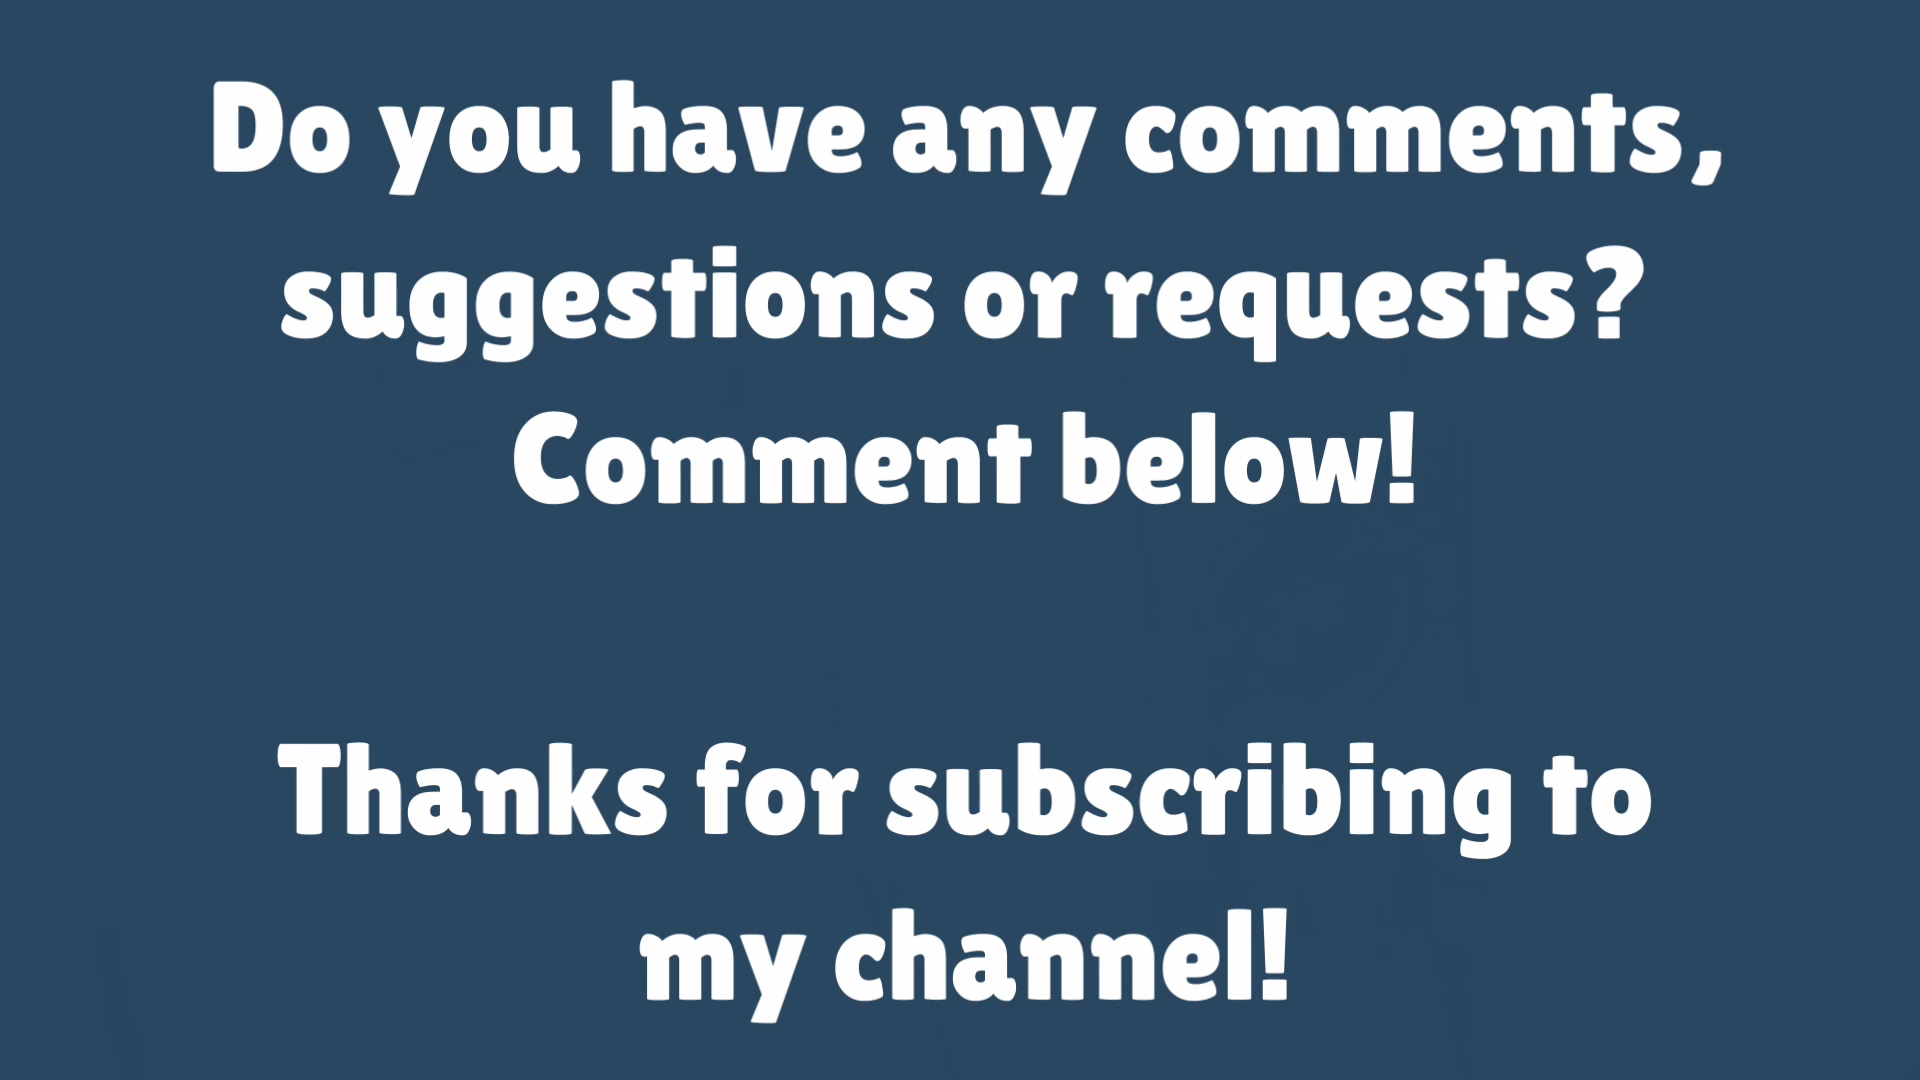 Do you have any comments,
suggestions or requests?
Comment below!
Thanks for subscribing to
my channel!